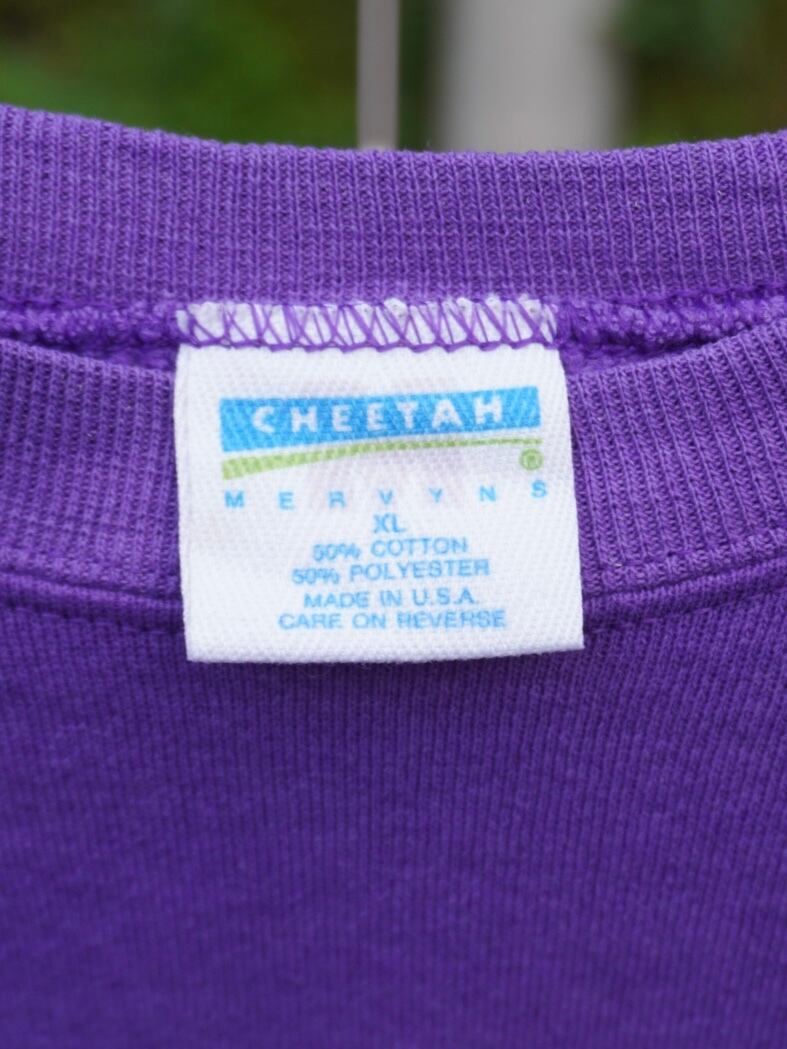 CHEETAH
®
MERVYNS
XL
50% COTTON
50% POLYESTER
MADE IN U.S.A.
CARE ON REVERSE